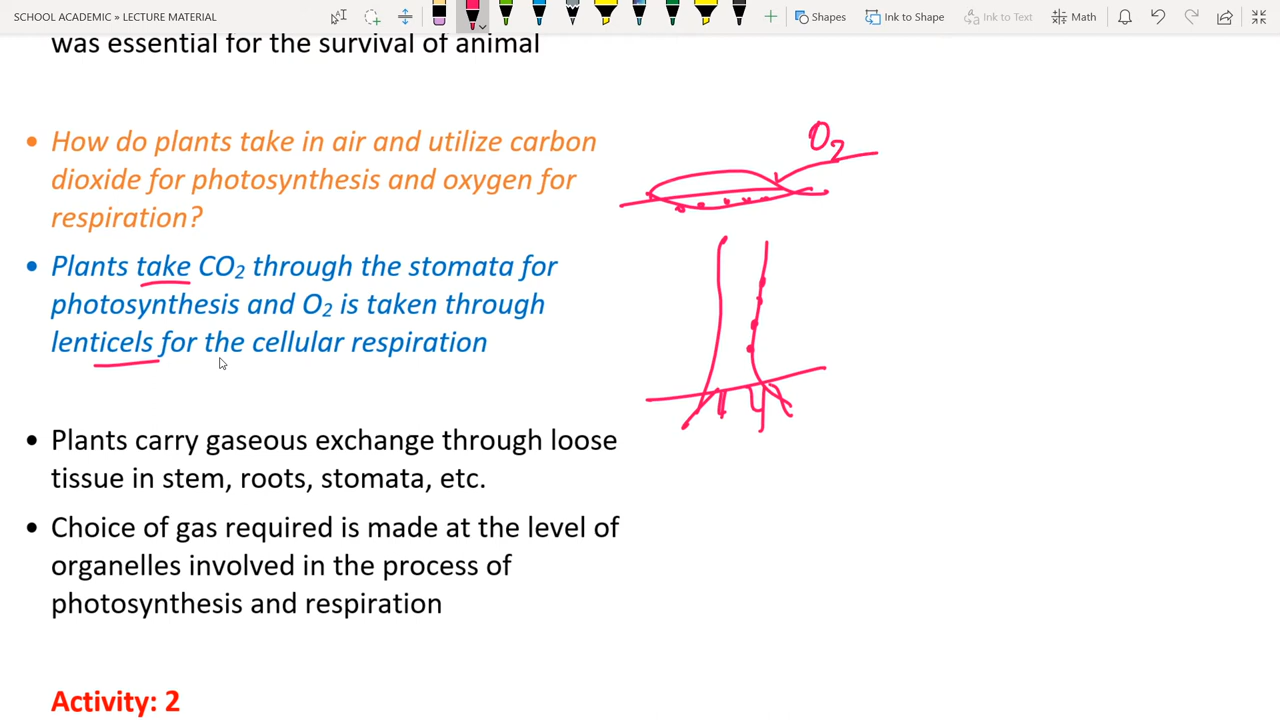 SCHOOL ACADEMIC » LECTURE MATERIAL
Shapes
Ink to Shape
Ink to Text
Math
was essential for the survival of animal
• How do plants take in air and utilize carbon
dioxide for photosynthesis and oxygen for
respiration?
• Plants take CO₂ through the stomata for
photosynthesis and O₂ is taken through
lenticels for the cellular respiration
O₂
• Plants carry gaseous exchange through loose
tissue in stem, roots, stomata, etc.
• Choice of gas required is made at the level of
organelles involved in the process of
photosynthesis and respiration
Activity: 2